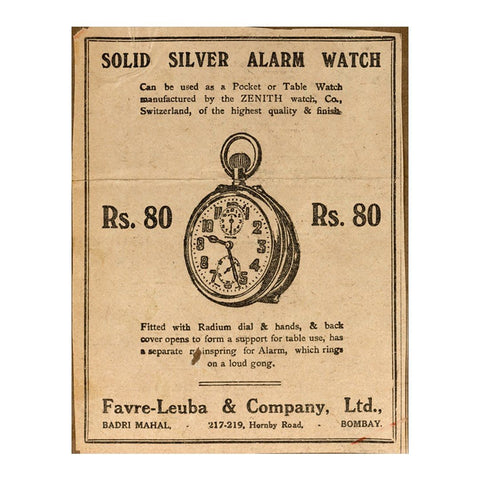 SOLID SILVER ALARM WATCH
Can be used as a Pocket or Table Watch
manufactured by the ZENITH watch, Co.,
Switzerland, of the highest quality & finish.
Rs. 80
Rs. 80
Fitted with Radium dial & hands, & back
cover opens to form a support for table use, has
a separate mainspring for Alarm, which rings
on a loud gong.
Favre-Leuba & Company, Ltd.,
BADRI MAHAL, - 217-219, Hornby Road, - BOMBAY.